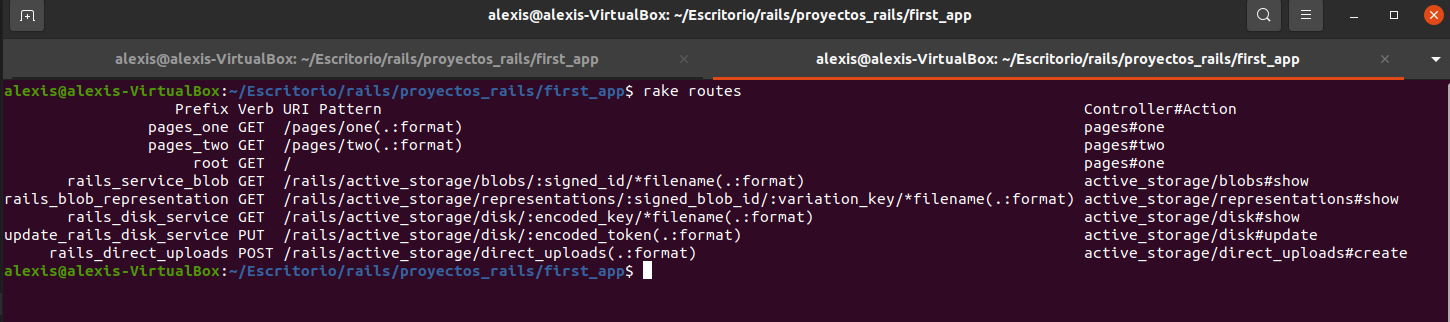 alexis@alexis-VirtualBox: ~/Escritorio/rails/proyectos_rails/first_app
alexis@alexis-VirtualBox: ~/Escritorio/rails/proyectos_rails/first_app alexis@alexis-VirtualBox: ~/Escritorio/rails/proyectos_rails/first_app
alexis@alexis-VirtualBox:~/Escritorio/rails/proyectos_rails/first_app$ rake routes
Prefix Verb URI Pattern Controller#Action
pages_one GET /pages/one(.:format) pages#one
pages_two GET /pages/two(.:format) pages#two
root GET / pages#one
rails_service_blob GET /rails/active_storage/blobs/:signed_id/*filename(.:format) active_storage/blobs#show
rails_blob_representation GET /rails/active_storage/representations/:signed_blob_id/:variation_key/*filename(.:format) active_storage/representations#show
rails_disk_service GET /rails/active_storage/disk/:encoded_key/*filename(.:format) active_storage/disk#show
update_rails_disk_service PUT /rails/active_storage/disk/:encoded_token(.:format) active_storage/disk#update
rails_direct_uploads POST /rails/active_storage/direct_uploads(.:format) active_storage/direct_uploads#create
alexis@alexis-VirtualBox:~/Escritorio/rails/proyectos_rails/first_app$